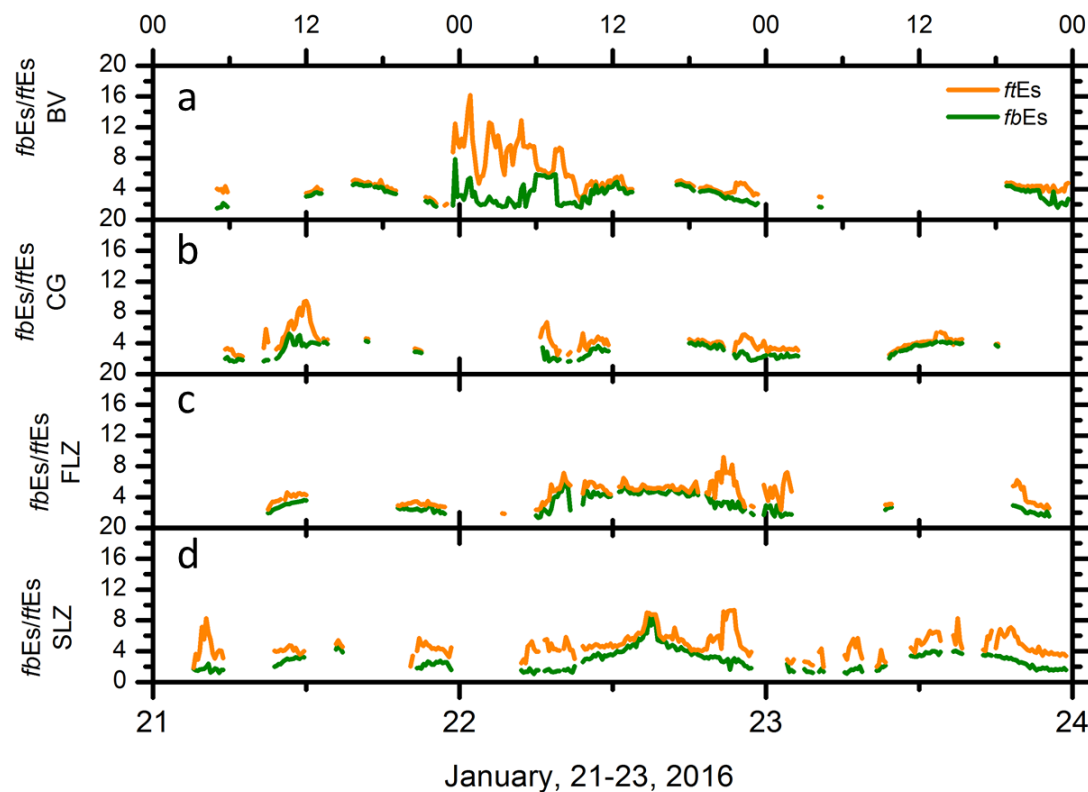 00 12 00 12 00 12 00
20
16
12
8
4
fbEs/ftEs
BV
a
ftEs
fbEs
20
16
12
8
4
fbEs/ftEs
CG
b
20
16
12
8
4
fbEs/ftEs
FLZ
c
20
16
12
8
4
0
fbEs/ftEs
SLZ
d
21 22 23 24
January, 21-23, 2016